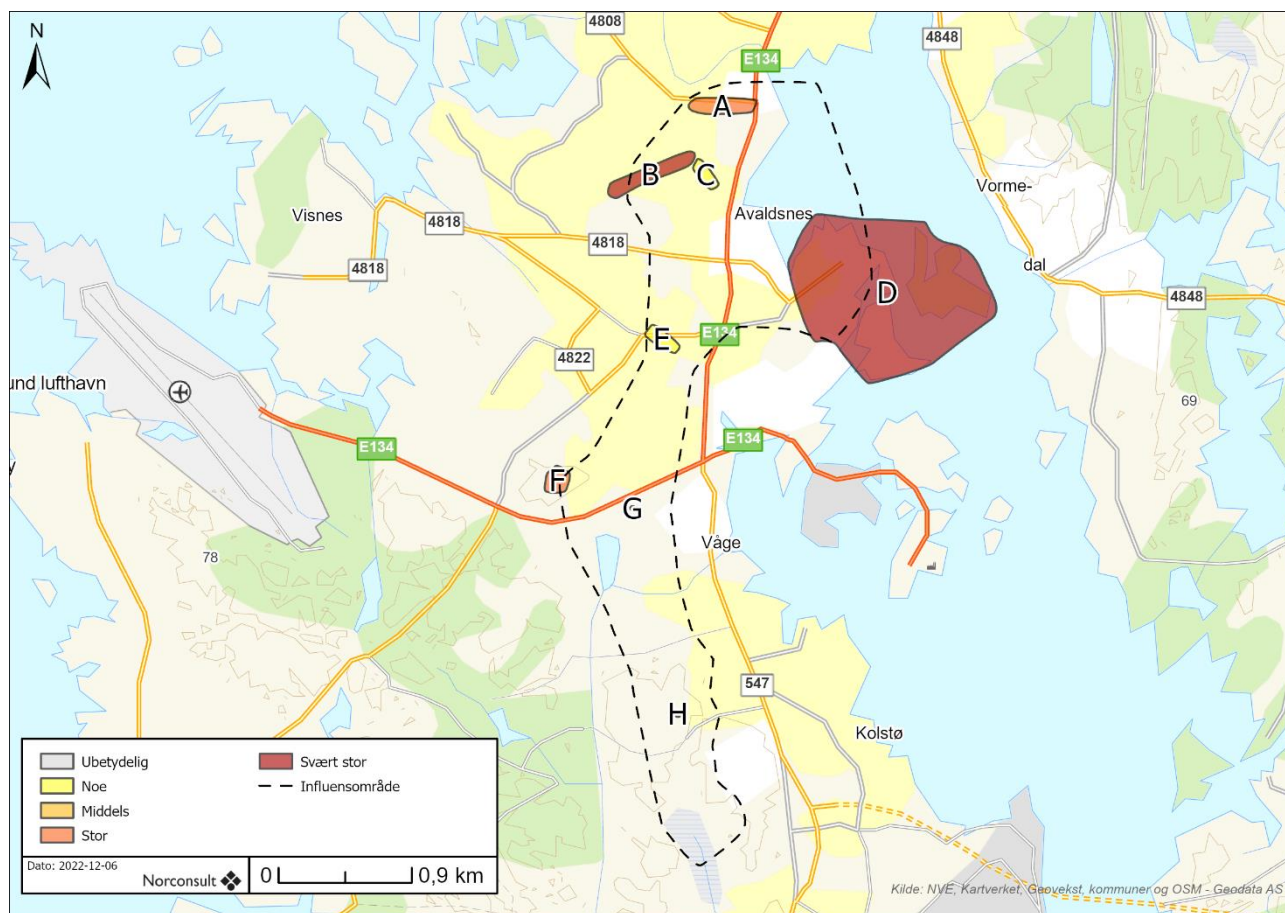 N
4808
E134
4848
A
B
C
Visnes
4818
4818
4818
Avaldsnes
Vorme-
dal
4848
D
E
E134
4822
und lufthavn
69
E134
E134
F
G
78
Våge
y
H
547
Kolstø
Ubetydelig
Noe
Middels
Stor
Svært stor
Influensområde
Dato: 2022-12-06
Norconsult
0
0,9 km
Kilde: NVE, Kartverket, Geovekst, kommuner og OSM - Geodata AS